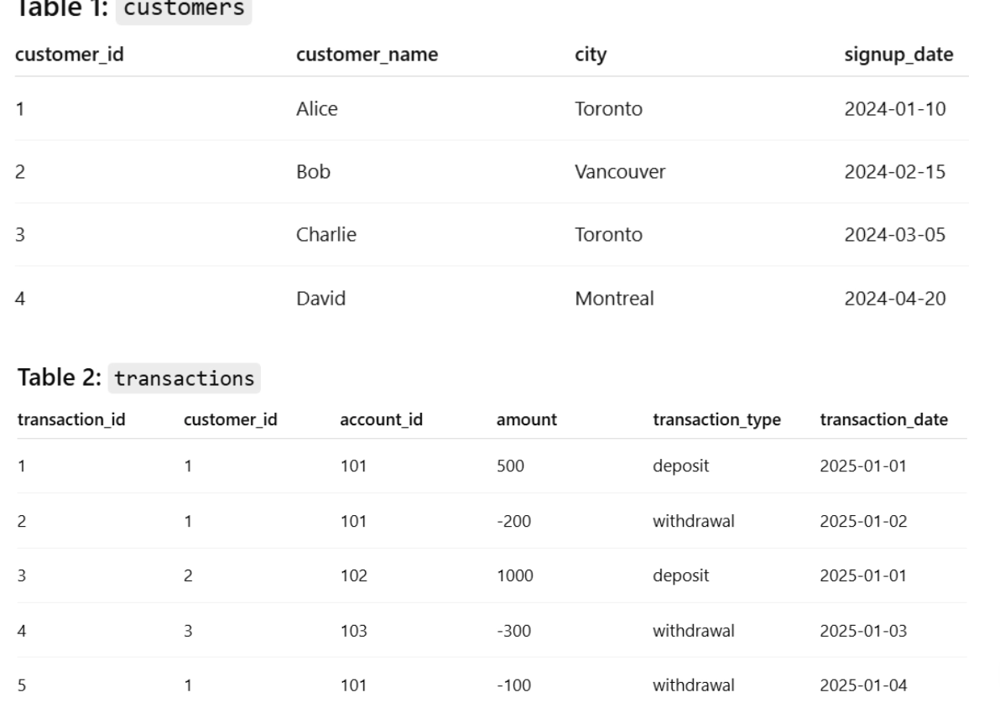 Table 1: customers
customer_id customer_name city signup_date
1 Alice Toronto 2024-01-10
2 Bob Vancouver 2024-02-15
3 Charlie Toronto 2024-03-05
4 David Montreal 2024-04-20
Table 2: transactions
transaction_id customer_id account_id amount transaction_type transaction_date
1 1 101 500 deposit 2025-01-01
2 1 101 -200 withdrawal 2025-01-02
3 2 102 1000 deposit 2025-01-01
4 3 103 -300 withdrawal 2025-01-03
5 1 101 -100 withdrawal 2025-01-04